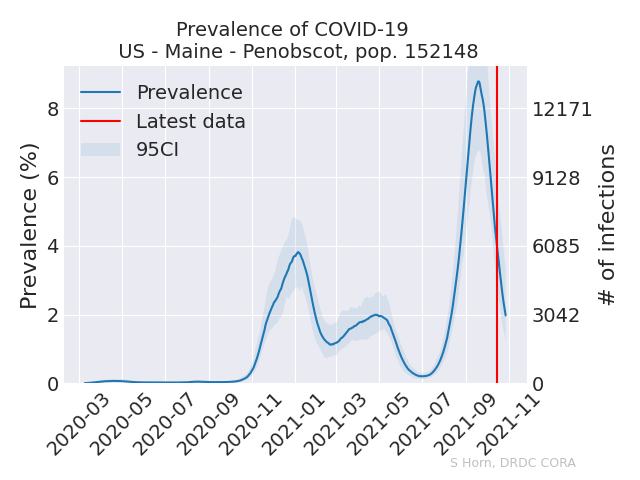 Prevalence of COVID-19
US - Maine - Penobscot, pop. 152148
Prevalence
Latest data
95CI
Prevalence (%)
8
6
4
2
0
# of infections
12171
9128
6085
3042
0
2020-03
2020-05
2020-07
2020-09
2020-11
2021-01
2021-03
2021-05
2021-07
2021-09
2021-11
S Horn, DRDC CORA